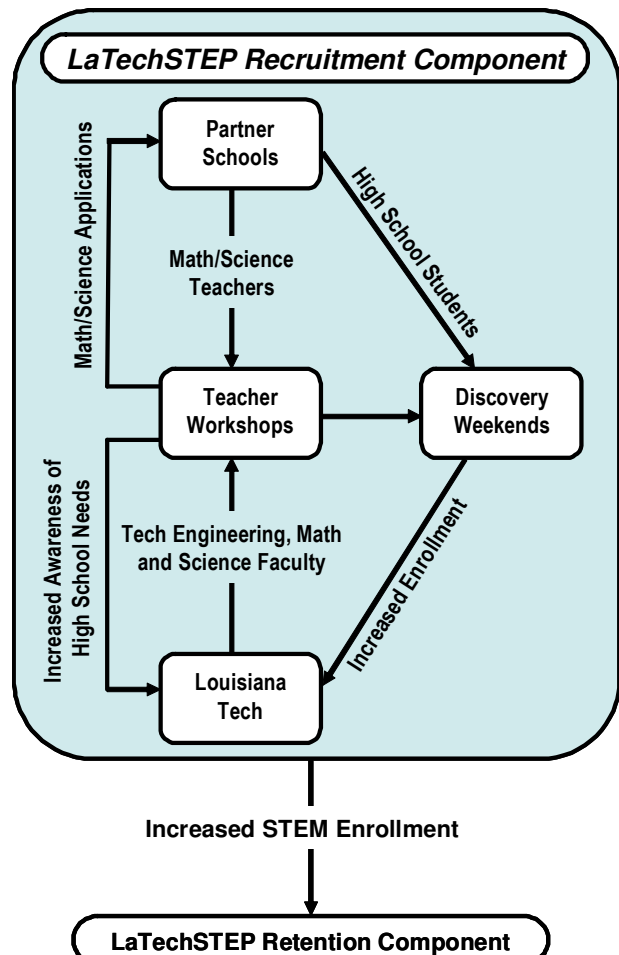 LaTechSTEP Recruitment Component
Partner
Schools
Math/Science Applications
High School Students
Math/Science
Teachers
Teacher
Workshops
Discovery
Weekends
Increased Awareness of
High School Needs
Tech Engineering, Math
and Science Faculty
Increased Enrollment
Louisiana
Tech
Increased STEM Enrollment
LaTechSTEP Retention Component